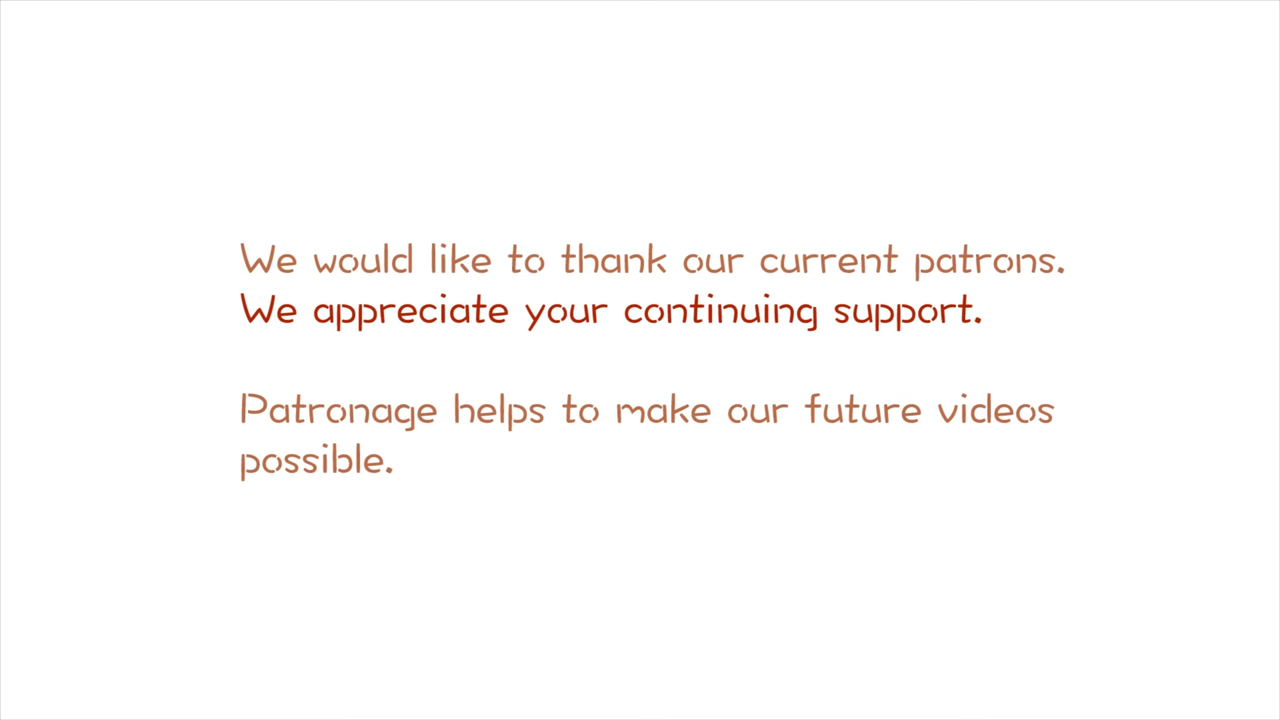 We would like to thank our current patrons.
We appreciate your continuing support.
Patronage helps to make our future videos
possible.